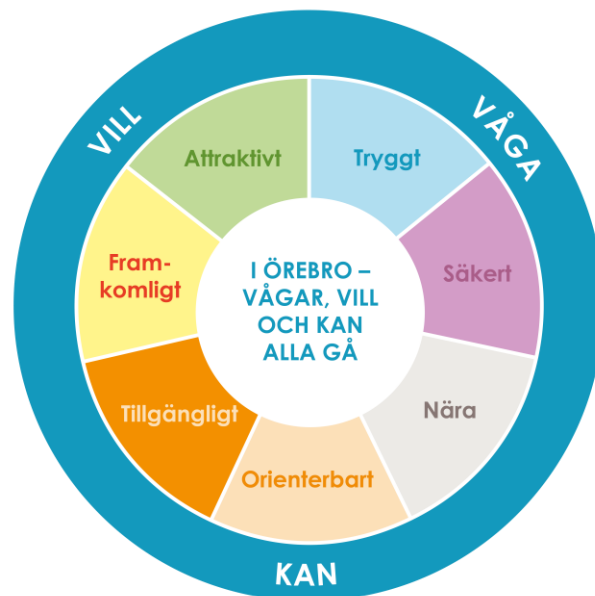 VILL
VÅGA
Attraktivt
Tryggt
Fram-
komligt
Säkert
I ÖREBRO –
VÅGAR, VILL
OCH KAN
ALLA GÅ
Tillgängligt
Nära
Orienterbart
KAN